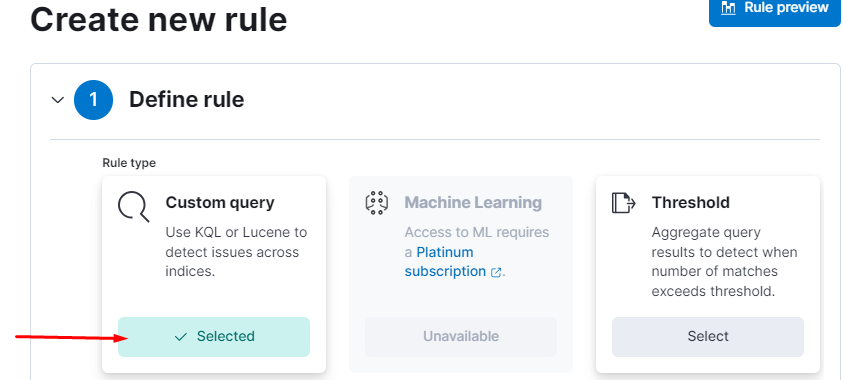 Create new rule
Rule preview
1 Define rule
Rule type
Custom query
Use KQL or Lucene to
detect issues across
indices.
Selected
Machine Learning
Access to ML requires
a Platinum
subscription.
Unavailable
Threshold
Aggregate query
results to detect when
number of matches
exceeds threshold.
Select